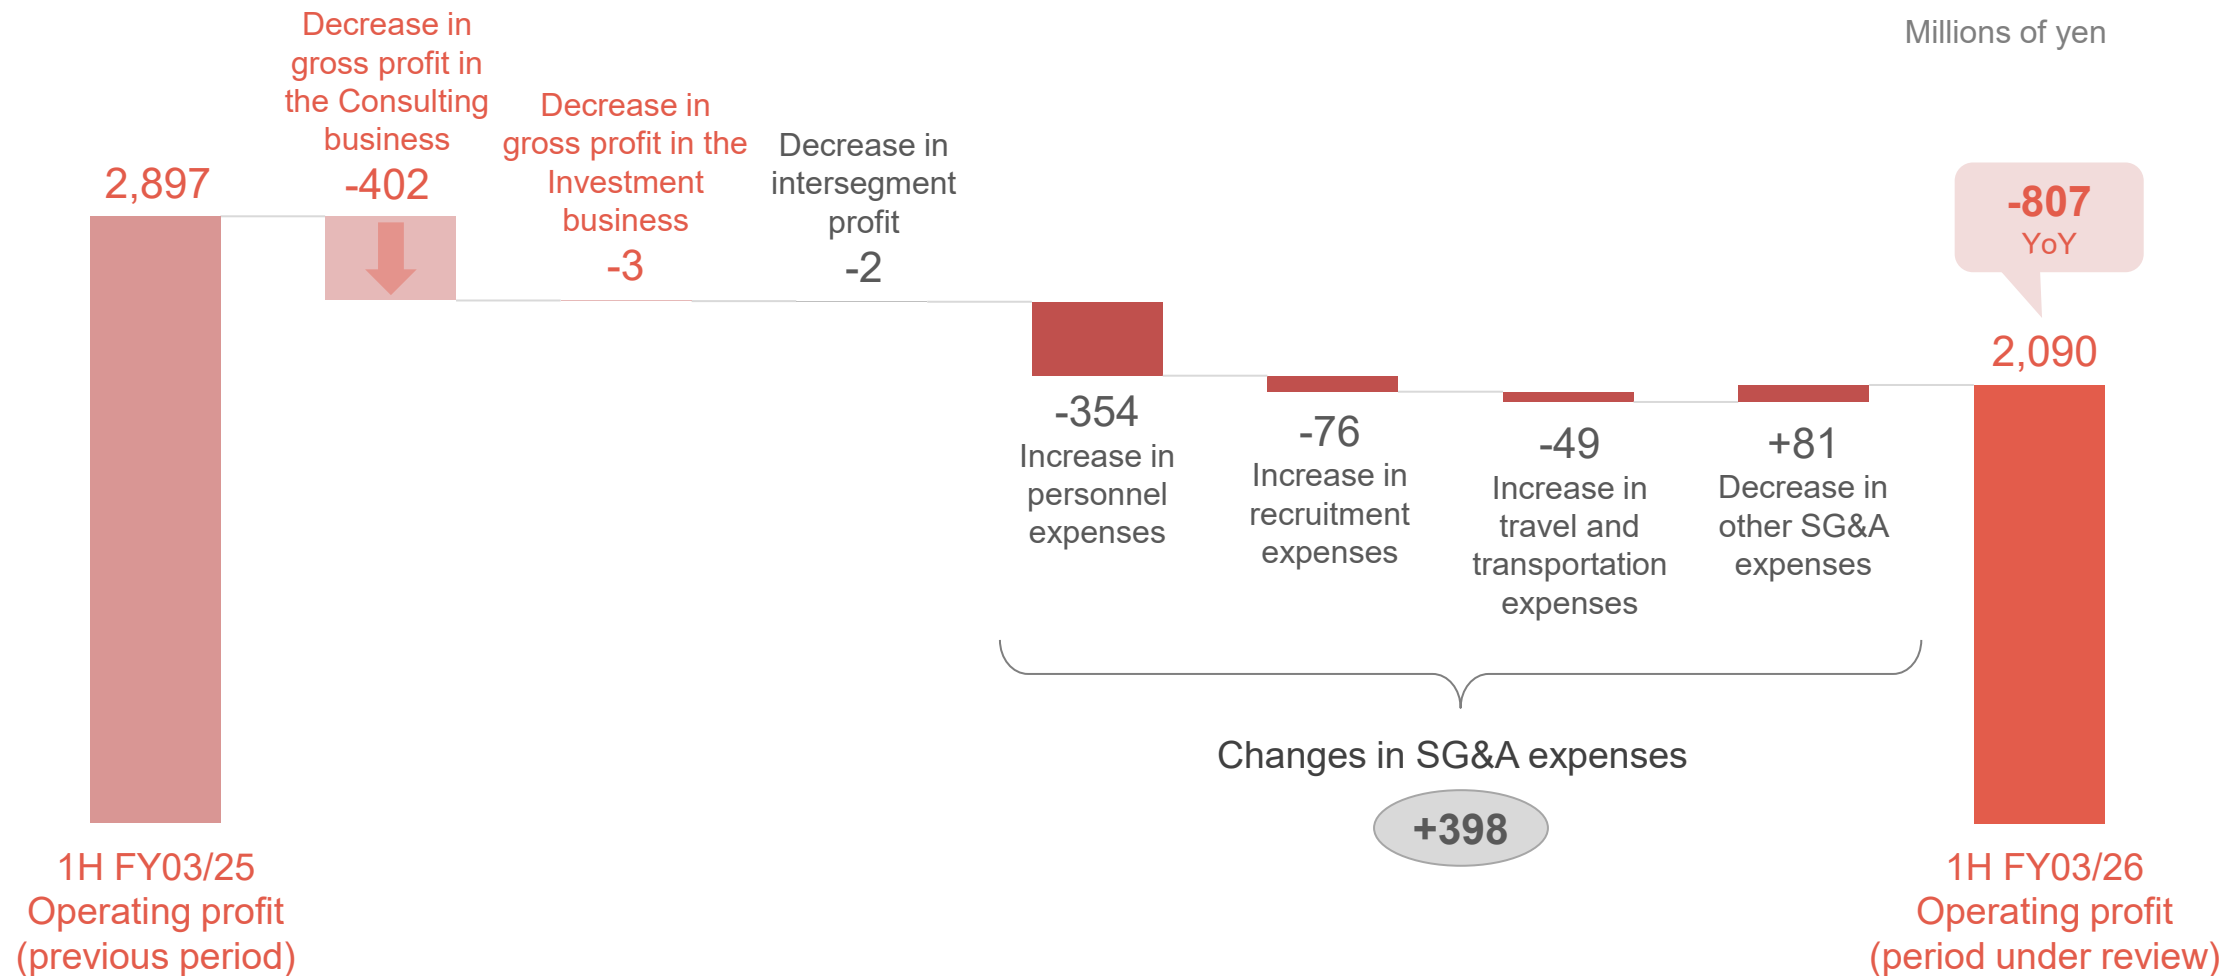 Millions of yen
2,897
Decrease in
gross profit in
the Consulting
business
-402
Decrease in
gross profit in the
Investment
business
-3
Decrease in
intersegment
profit
-2
-354
Increase in
personnel
expenses
-76
Increase in
recruitment
expenses
-49
Increase in
travel and
transportation
expenses
+81
Decrease in
other SG&A
expenses
-807
YoY
2,090
Changes in SG&A expenses
+398
1H FY03/25
Operating profit
(previous period)
1H FY03/26
Operating profit
(period under review)